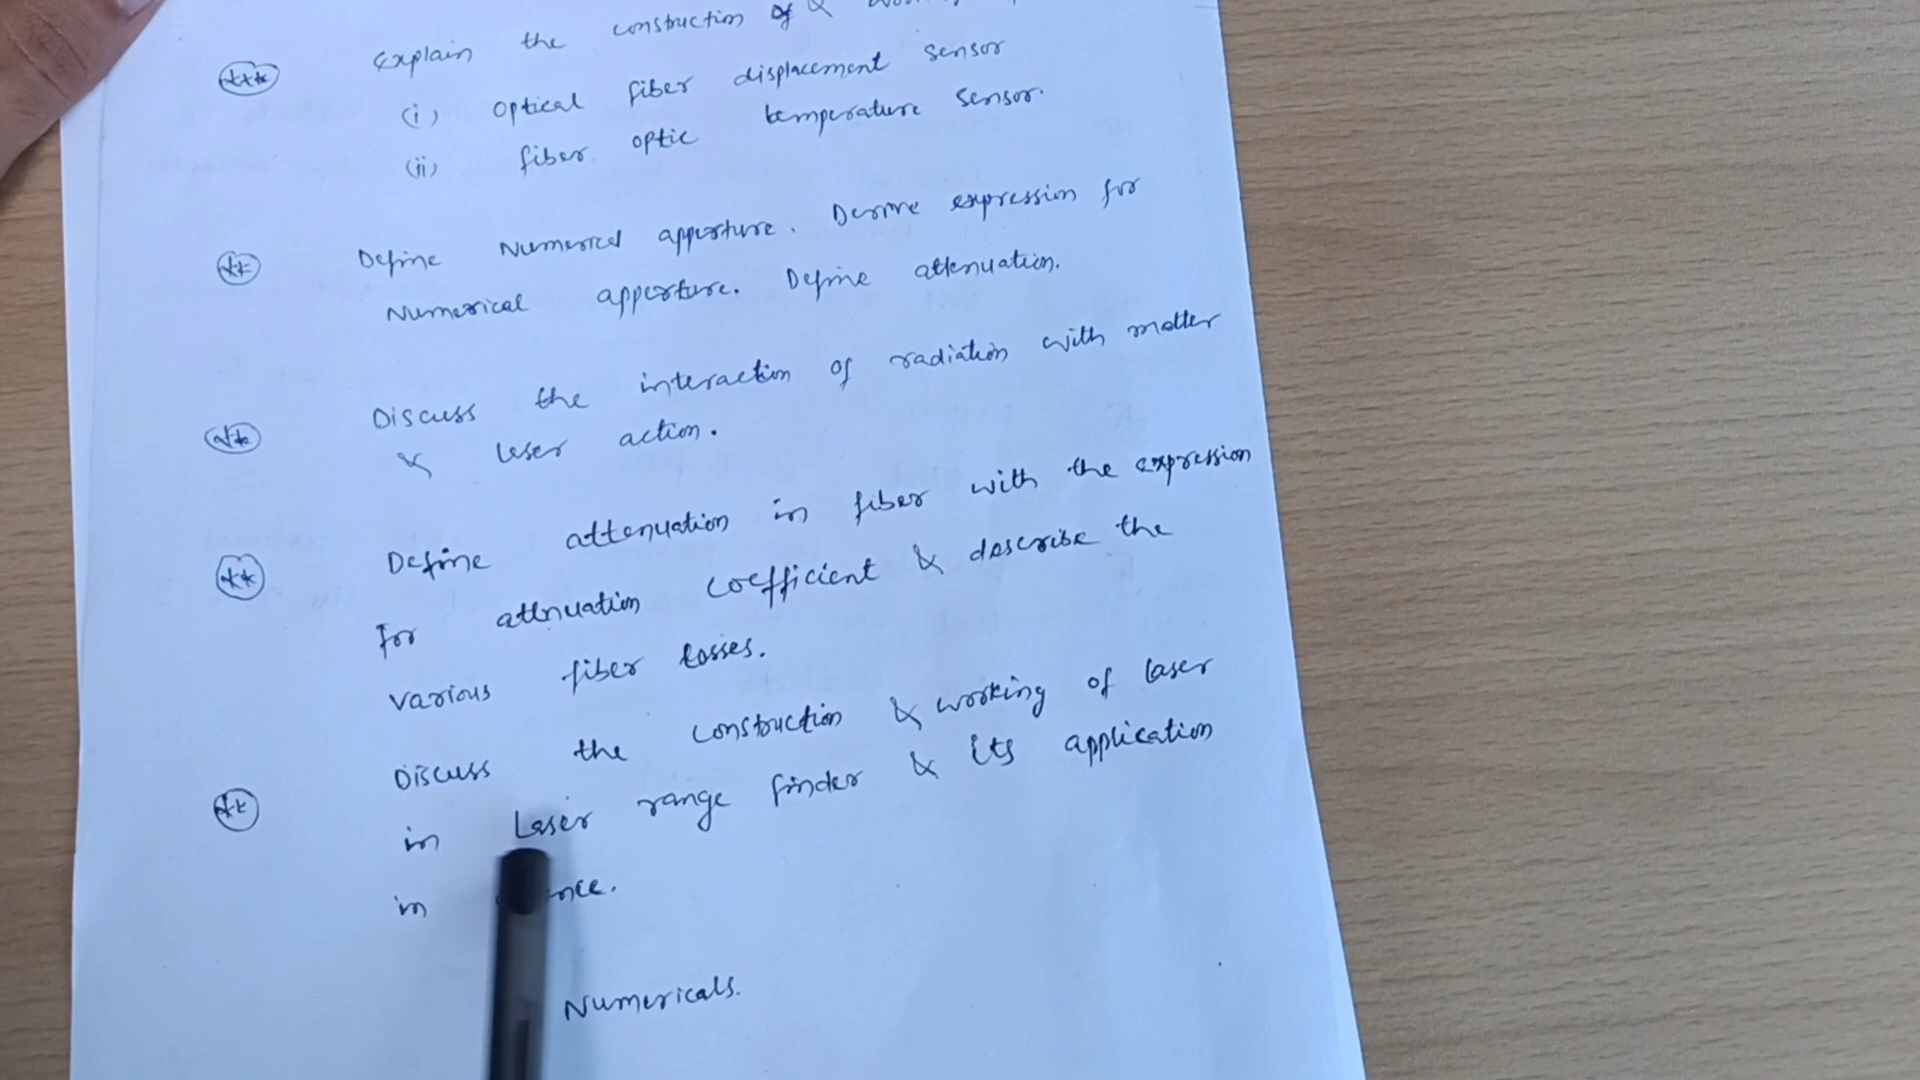 Explain the construction of &
*** (i) optical fiber displacement sensor
(ii) fiber optic temperature sensor.
** Define Numerical apperture. Derive expression for
Numerical apperture. Define attenuation.
** Discuss the interaction of radiation with matter
& laser action.
** Define attenuation in fiber with the expression
for attnuation coefficient & describe the
various fiber losses.
** Discuss the construction & working of laser
in Laser range finder & its application
in
Numericals.